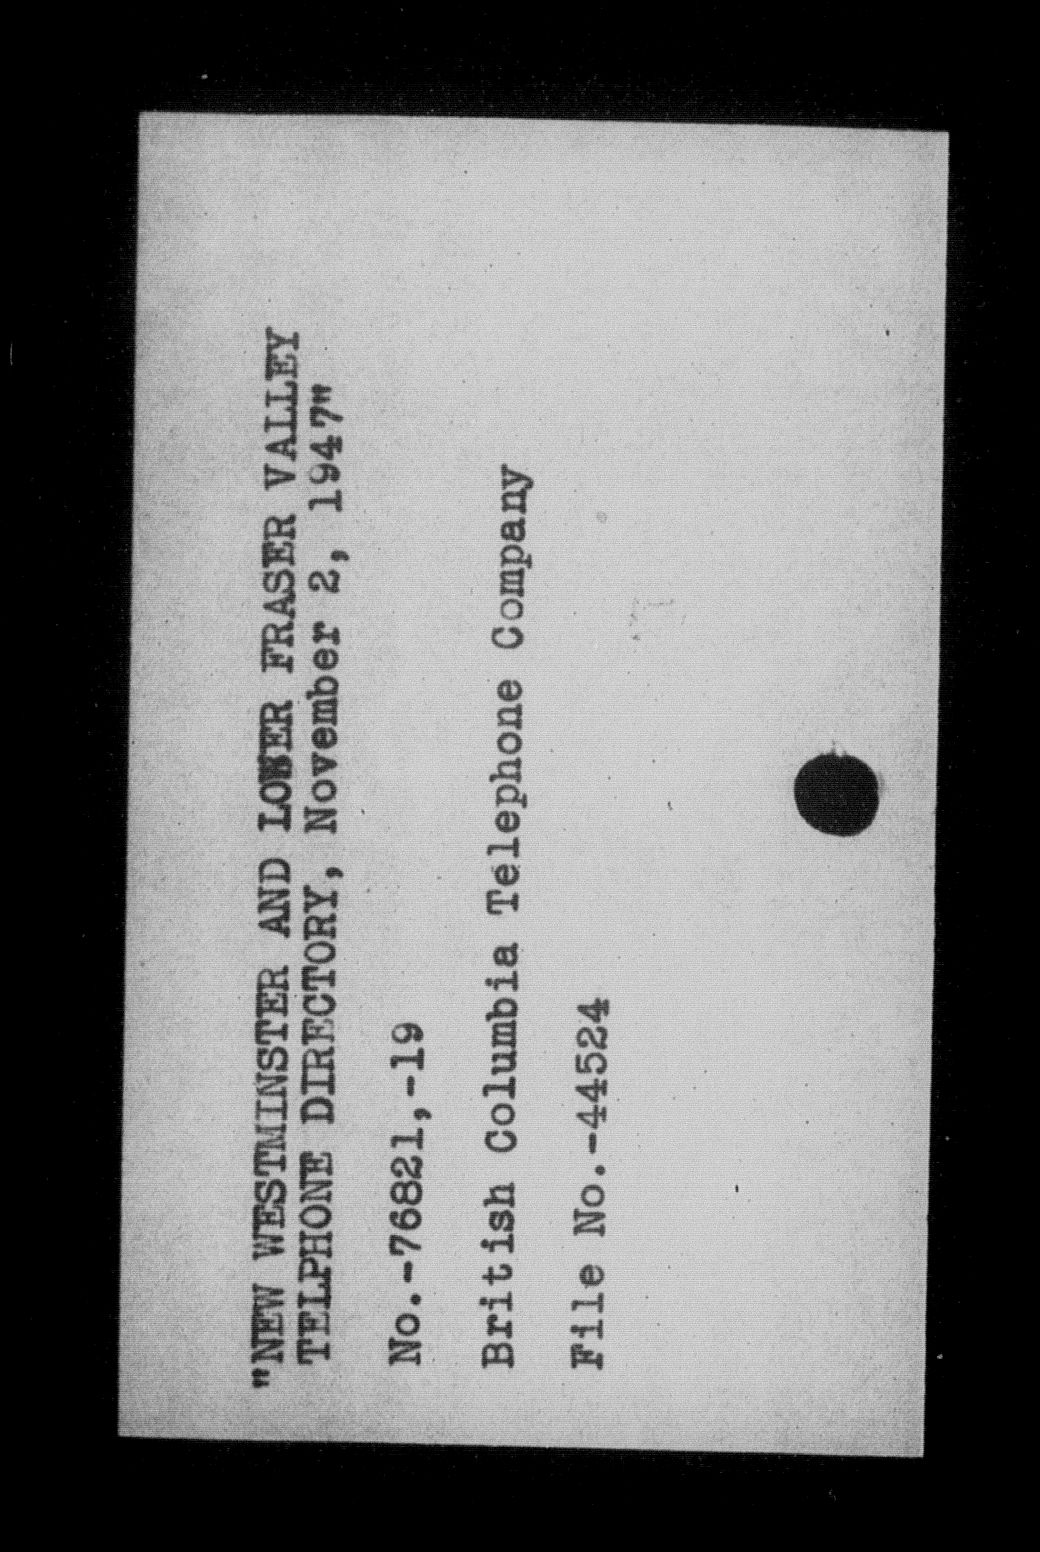 "NEW WESTMINSTER AND LOWER FRASER VALLEY
TELPHONE DIRECTORY, November 2, 1947"
No.-76821,-19
British Columbia Telephone Company
File No.-44524